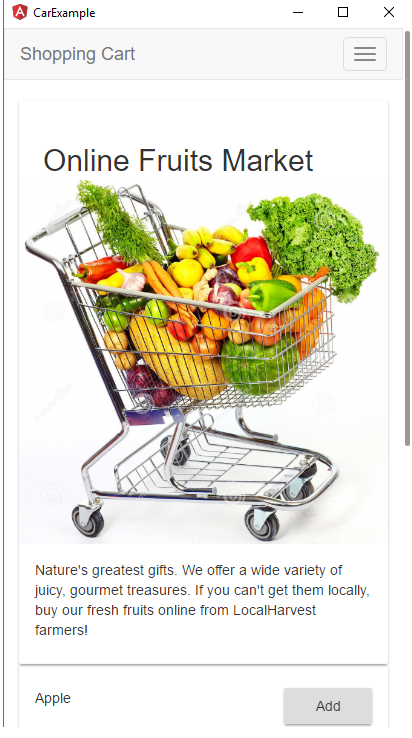 CarExample
Shopping Cart
Online Fruits Market
Nature's greatest gifts. We offer a wide variety of
juicy, gourmet treasures. If you can't get them locally,
buy our fresh fruits online from LocalHarvest
farmers!
Apple
Add